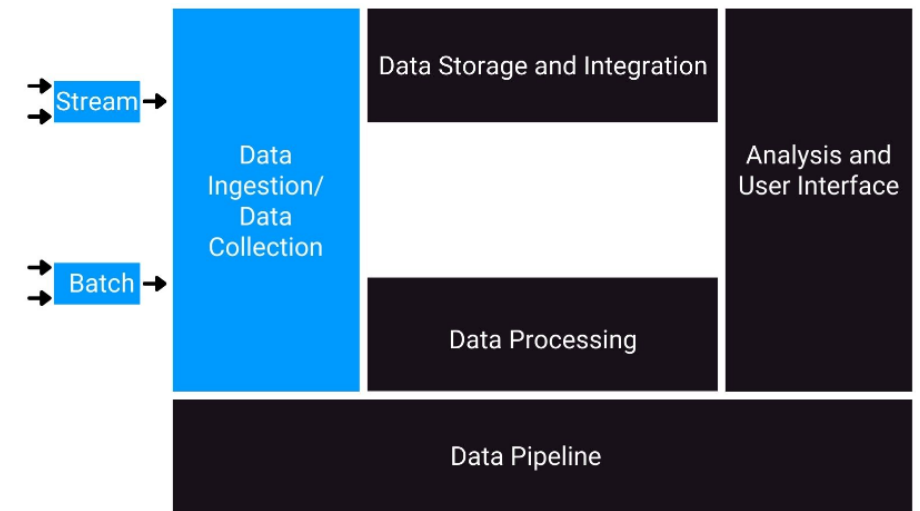 Stream
Batch
Data
Ingestion/
Data
Collection
Data Storage and Integration
Data Processing
Analysis and
User Interface
Data Pipeline